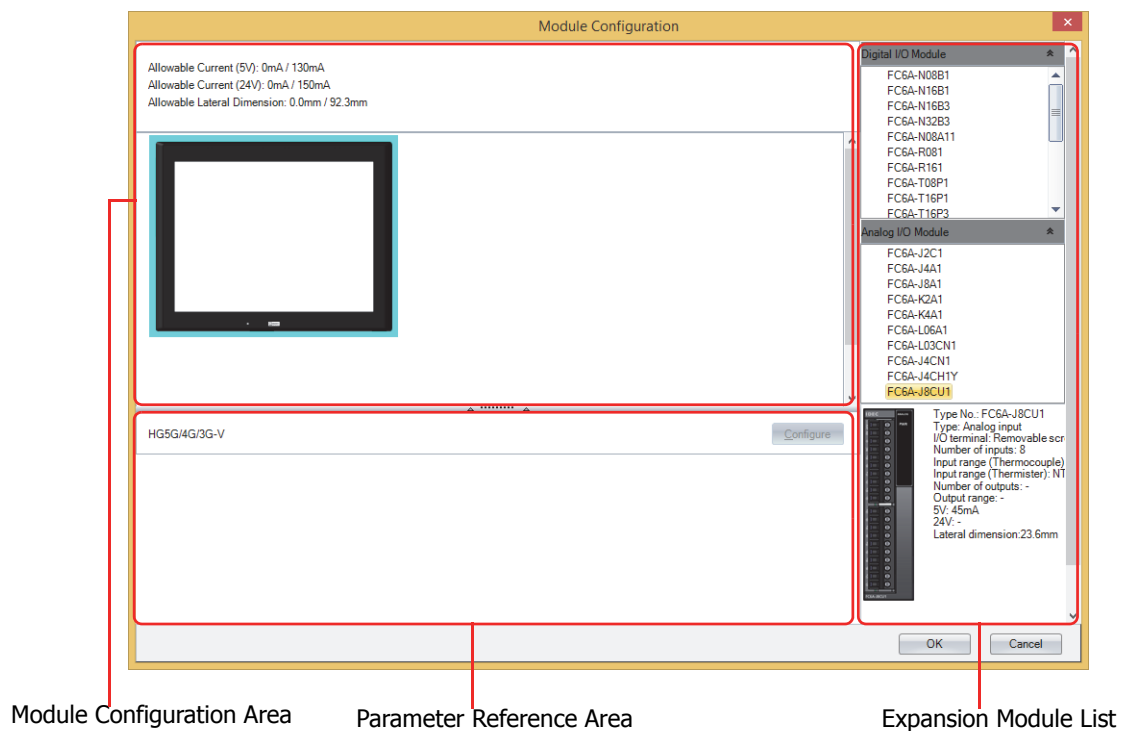 Module Configuration
Allowable Current (5V): 0mA / 130mA
Allowable Current (24V): 0mA / 150mA
Allowable Lateral Dimension: 0.0mm / 92.3mm
HG5G/4G/3G-V
Configure
Digital I/O Module
FC6A-N08B1
FC6A-N16B1
FC6A-N16B3
FC6A-N32B3
FC6A-N08A11
FC6A-R081
FC6A-R161
FC6A-T08P1
FC6A-T16P1
FC6A-T16P3
Analog I/O Module
FC6A-J2C1
FC6A-J4A1
FC6A-J8A1
FC6A-K2A1
FC6A-K4A1
FC6A-L06A1
FC6A-L03CN1
FC6A-J4CN1
FC6A-J4CH1Y
FC6A-J8CU1
Type No.: FC6A-J8CU1
Type: Analog input
I/O terminal: Removable scr
Number of inputs: 8
Input range (Thermocouple)
Input range (Thermister): NT
Number of outputs: -
Output range: -
5V: 45mA
24V: -
Lateral dimension:23.6mm
OK
Cancel
Module Configuration Area
Parameter Reference Area
Expansion Module List